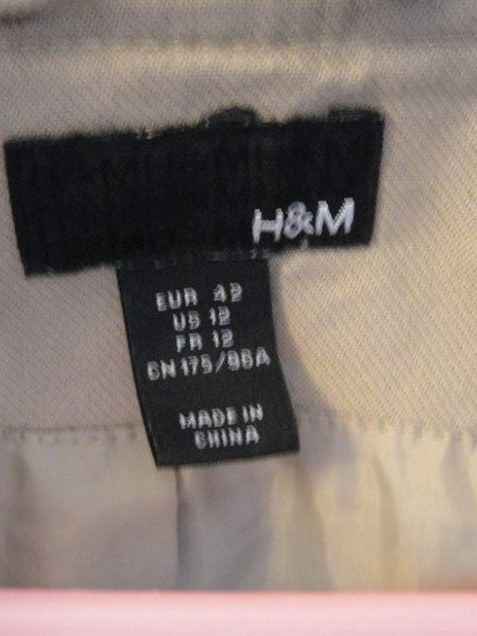 H&M
EUR 42
US 12
FR 12
CN 175/96A
MADE IN
CHINA